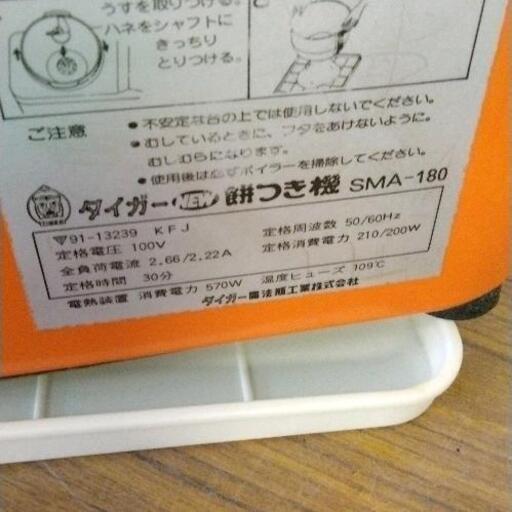 うすを取りつける。
ハネをシャフトに
きっちり
とりつける。
ご注意
● 不安定な台の上では使用しないでください。
● むしているときに、フタをあけないように。
むしむらになります。
● 使用後は必ずボイラーを掃除してください。
タイガー NEW 餅つき機 SMA-180
▽91-13239 KFJ
定格電圧 100V 定格周波数 50/60Hz
全負荷電流 2.66/2.22A 定格消費電力 210/200W
定格時間 30分
電熱装置 消費電力 570W 温度ヒューズ 109℃
タイガー魔法瓶工業株式会社